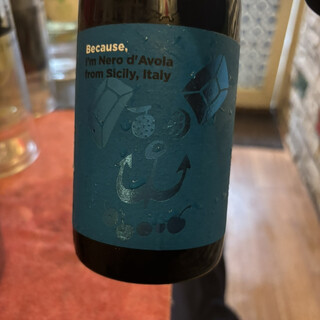 Because,
I'm Nero d'Avola
from Sicily, Italy